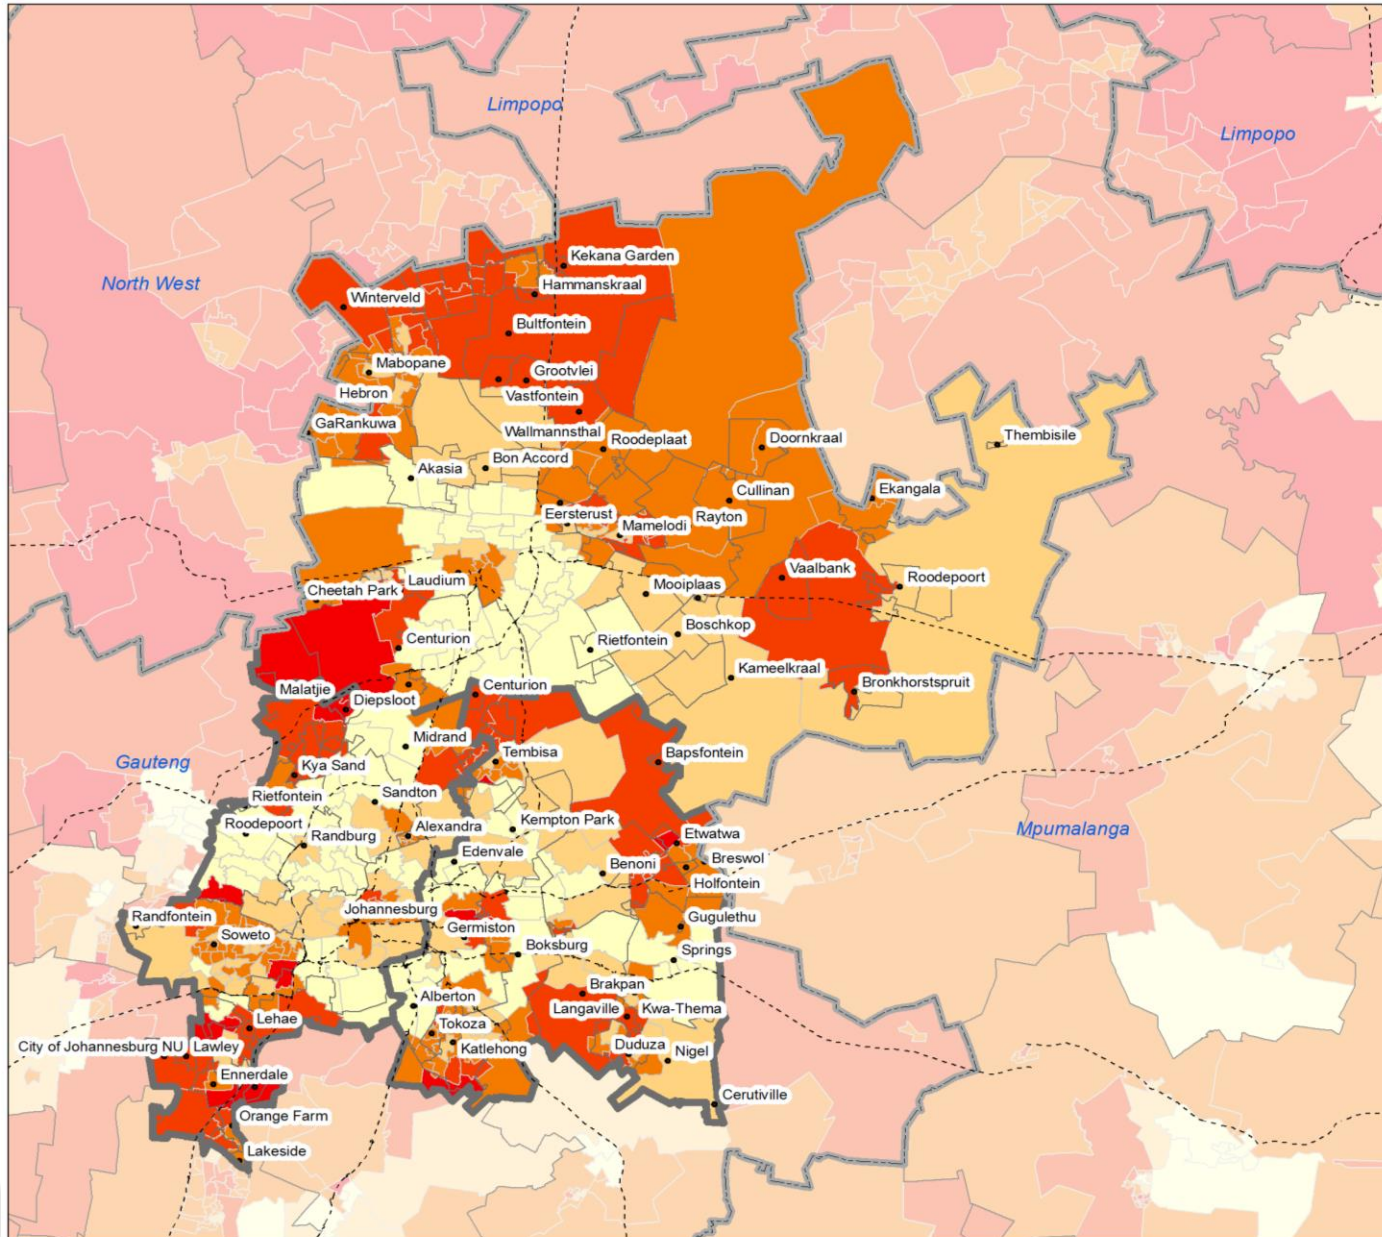 Limpopo
Limpopo
Kekana Garden
North West
Hammanskraal
Winterveld
Bultfontein
Mabopane
Grootvlei
Hebron
Vastfontein
GaRankuwa
Wallmannsthal
Roodeplaat
Doornkraal
Thembisile
Bon Accord
Akasia
Cullinan
Ekangala
Eersterust
Rayton
Mamelodi
Vaalbank
Laudium
Mooiplaas
Roodepoort
Cheetah Park
Boschkop
Centurion
Rietfontein
Kameelkraal
Malatjie
Centurion
Bronkhorstspruit
Diepsloot
Midrand
Gauteng
Tembisa
Bapsfontein
Kya Sand
Rietfontein
Sandton
Roodepoort
Randburg
Alexandra
Kempton Park
Etwatwa
Mpumalanga
Edenvale
Benoni
Breswol
Holfontein
Randfontein
Johannesburg
Gugulethu
Soweto
Germiston
Boksburg
Springs
Alberton
Brakpan
Langaville
Kwa-Thema
Lehae
Tokoza
City of Johannesburg NU
Lawley
Katlehong
Duduza
Nigel
Ennerdale
Cerutiville
Orange Farm
Lakeside